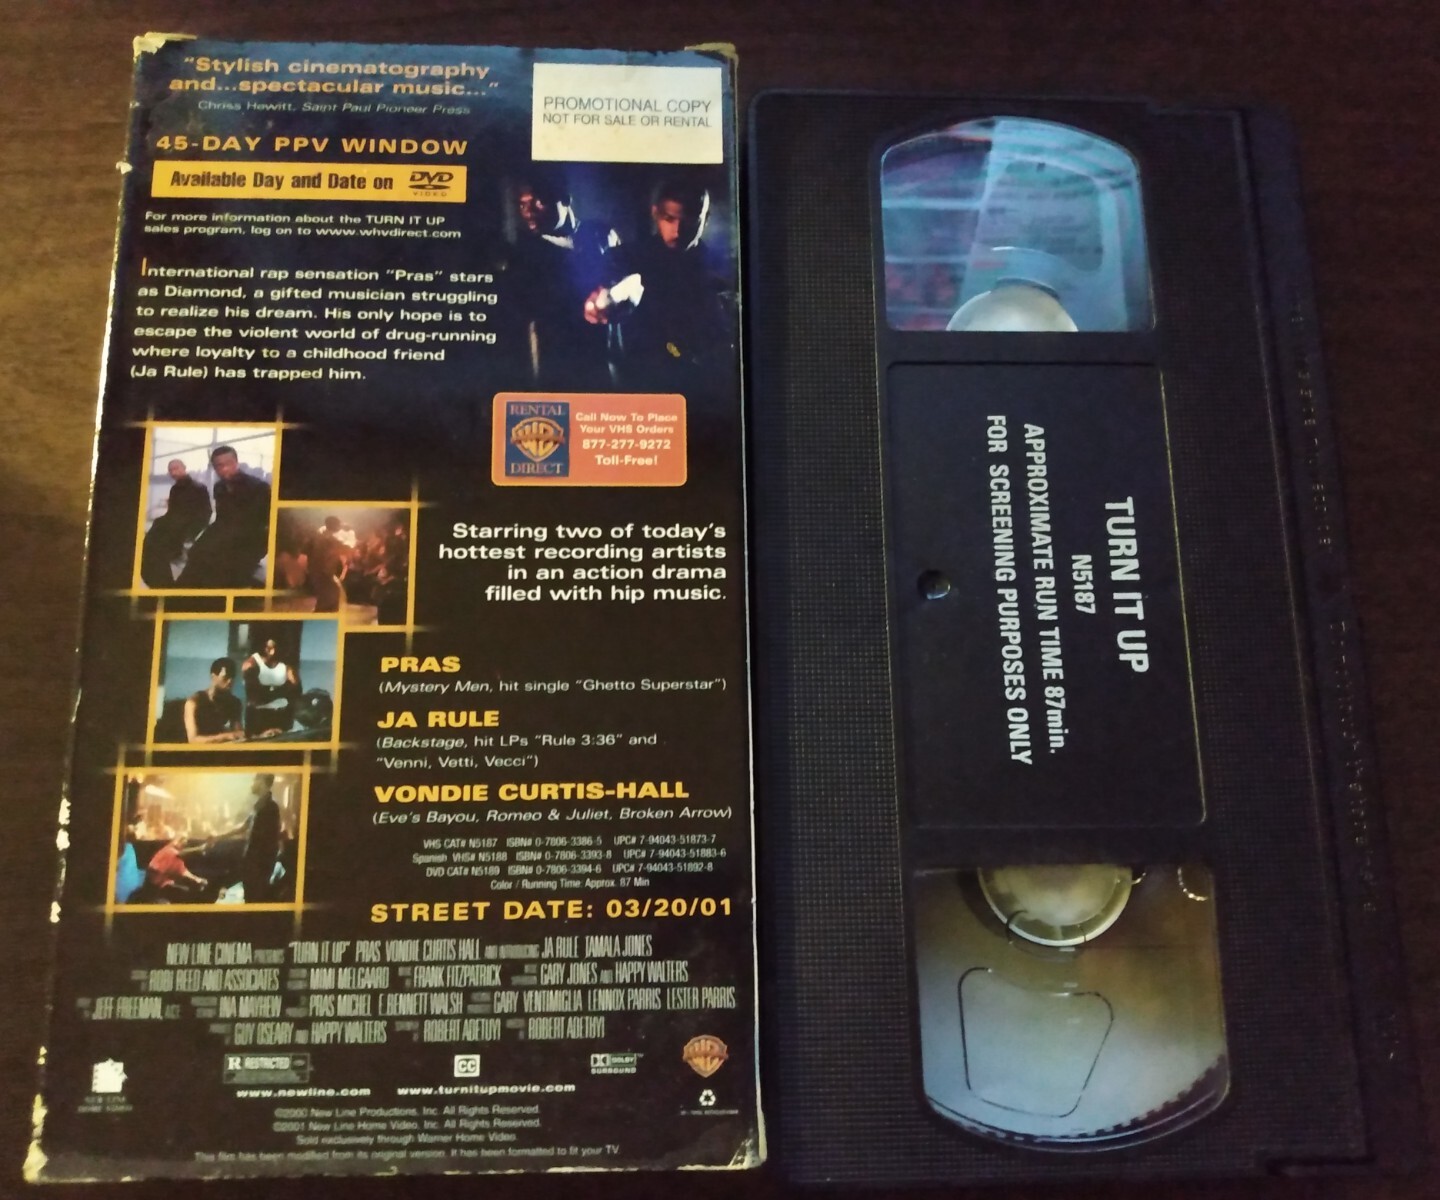 "Stylish cinematography
and...spectacular music..."
Chriss Hewitt, Saint Paul Pioneer Press
PROMOTIONAL COPY
NOT FOR SALE OR RENTAL
45-DAY PPV WINDOW
Available Day and Date on DVD
VIDEO
For more information about the TURN IT UP
sales program, log on to www.whvdirect.com
International rap sensation "Pras" stars
as Diamond, a gifted musician struggling
to realize his dream. His only hope is to
escape the violent world of drug-running
where loyalty to a childhood friend
(Ja Rule) has trapped him.
RENTAL
DIRECT
Call Now To Place
Your VHS Orders
877-277-9272
Toll-Free!
Starring two of today's
hottest recording artists
in an action drama
filled with hip music.
PRAS
(Mystery Men, hit single "Ghetto Superstar")
JA RULE
(Backstage, hit LPs "Rule 3:36" and
"Venni, Vetti, Vecci")
VONDIE CURTIS-HALL
(Eve's Bayou, Romeo & Juliet, Broken Arrow)
VHS CAT# N5187 ISBN# 0-7806-3386-5 UPC# 7-94043-51873-7
Spanish VHS# N5188 ISBN# 0-7806-3393-8 UPC# 7-94043-51883-6
DVD CAT# N5189 ISBN# 0-7806-3394-6 UPC# 7-94043-51892-8
Color / Running Time: Approx. 87 Min
STREET DATE: 03/20/01
NEW LINE CINEMA PRESENTS "TURN IT UP" PRAS VONDIE CURTIS HALL AND INTRODUCING JA RULE TAMALA JONES
ROBI REED AND ASSOCIATES MIMI MELGAARD FRANK FITZPATRICK GARY JONES AND HAPPY WALTERS
JEFF FREEMAN, A.C.E. INA MAYHEW PRAS MICHEL E.BENNETT WALSH GARY VENTIMIGLIA LENNOX PARRIS LESTER PARRIS
GUY OSEARY AND HAPPY WALTERS ROBERT ADETUYI ROBERT ADETUYI
R RESTRICTED
CC
DOLBY
SURROUND
NEW LINE
HOME VIDEO
www.newline.com www.turnitupmovie.com
©2000 New Line Productions, Inc. All Rights Reserved.
©2001 New Line Home Video, Inc. All Rights Reserved.
Sold exclusively through Warner Home Video.
This film has been modified from its original version. It has been formatted to fit your TV.
TURN IT UP
N5187
APPROXIMATE RUN TIME 87min.
FOR SCREENING PURPOSES ONLY